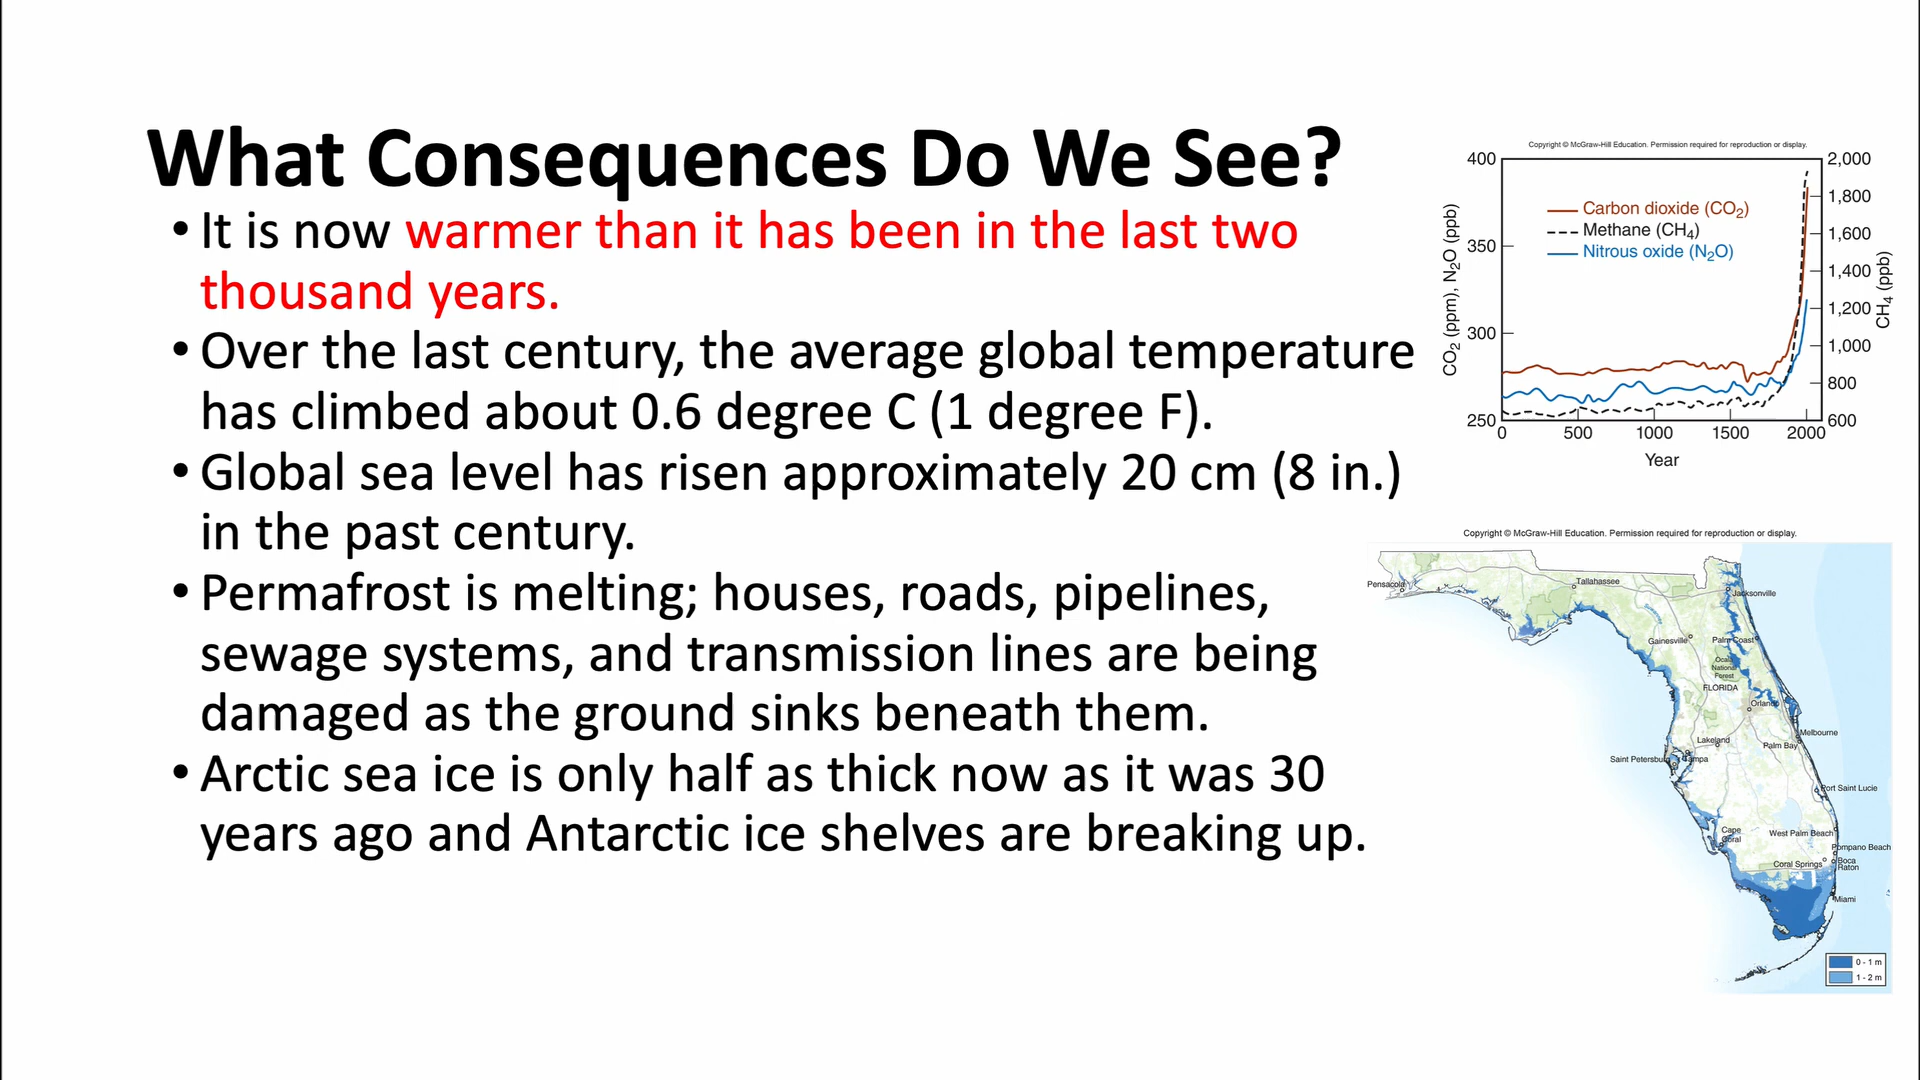 What Consequences Do We See?
• It is now warmer than it has been in the last two
thousand years.
• Over the last century, the average global temperature
has climbed about 0.6 degree C (1 degree F).
• Global sea level has risen approximately 20 cm (8 in.)
in the past century.
• Permafrost is melting; houses, roads, pipelines,
sewage systems, and transmission lines are being
damaged as the ground sinks beneath them.
• Arctic sea ice is only half as thick now as it was 30
years ago and Antarctic ice shelves are breaking up.
Copyright © McGraw-Hill Education. Permission required for reproduction or display.
400
350
300
250
CO2 (ppm), N2O (ppb)
Carbon dioxide (CO2)
Methane (CH4)
Nitrous oxide (N2O)
2,000
1,800
1,600
1,400
1,200
1,000
800
600
CH4 (ppb)
0 500 1000 1500 2000
Year
Copyright © McGraw-Hill Education. Permission required for reproduction or display.
Pensacola
Tallahassee
Jacksonville
Gainesville
Palm Coast
Ocala
National
Forest
FLORIDA
Orlando
Melbourne
Lakeland
Palm Bay
Saint Petersburg
Tampa
Port Saint Lucie
Cape
Coral
West Palm Beach
Pompano Beach
Coral Springs
Boca
Raton
Miami
0 - 1 m
1 - 2 m